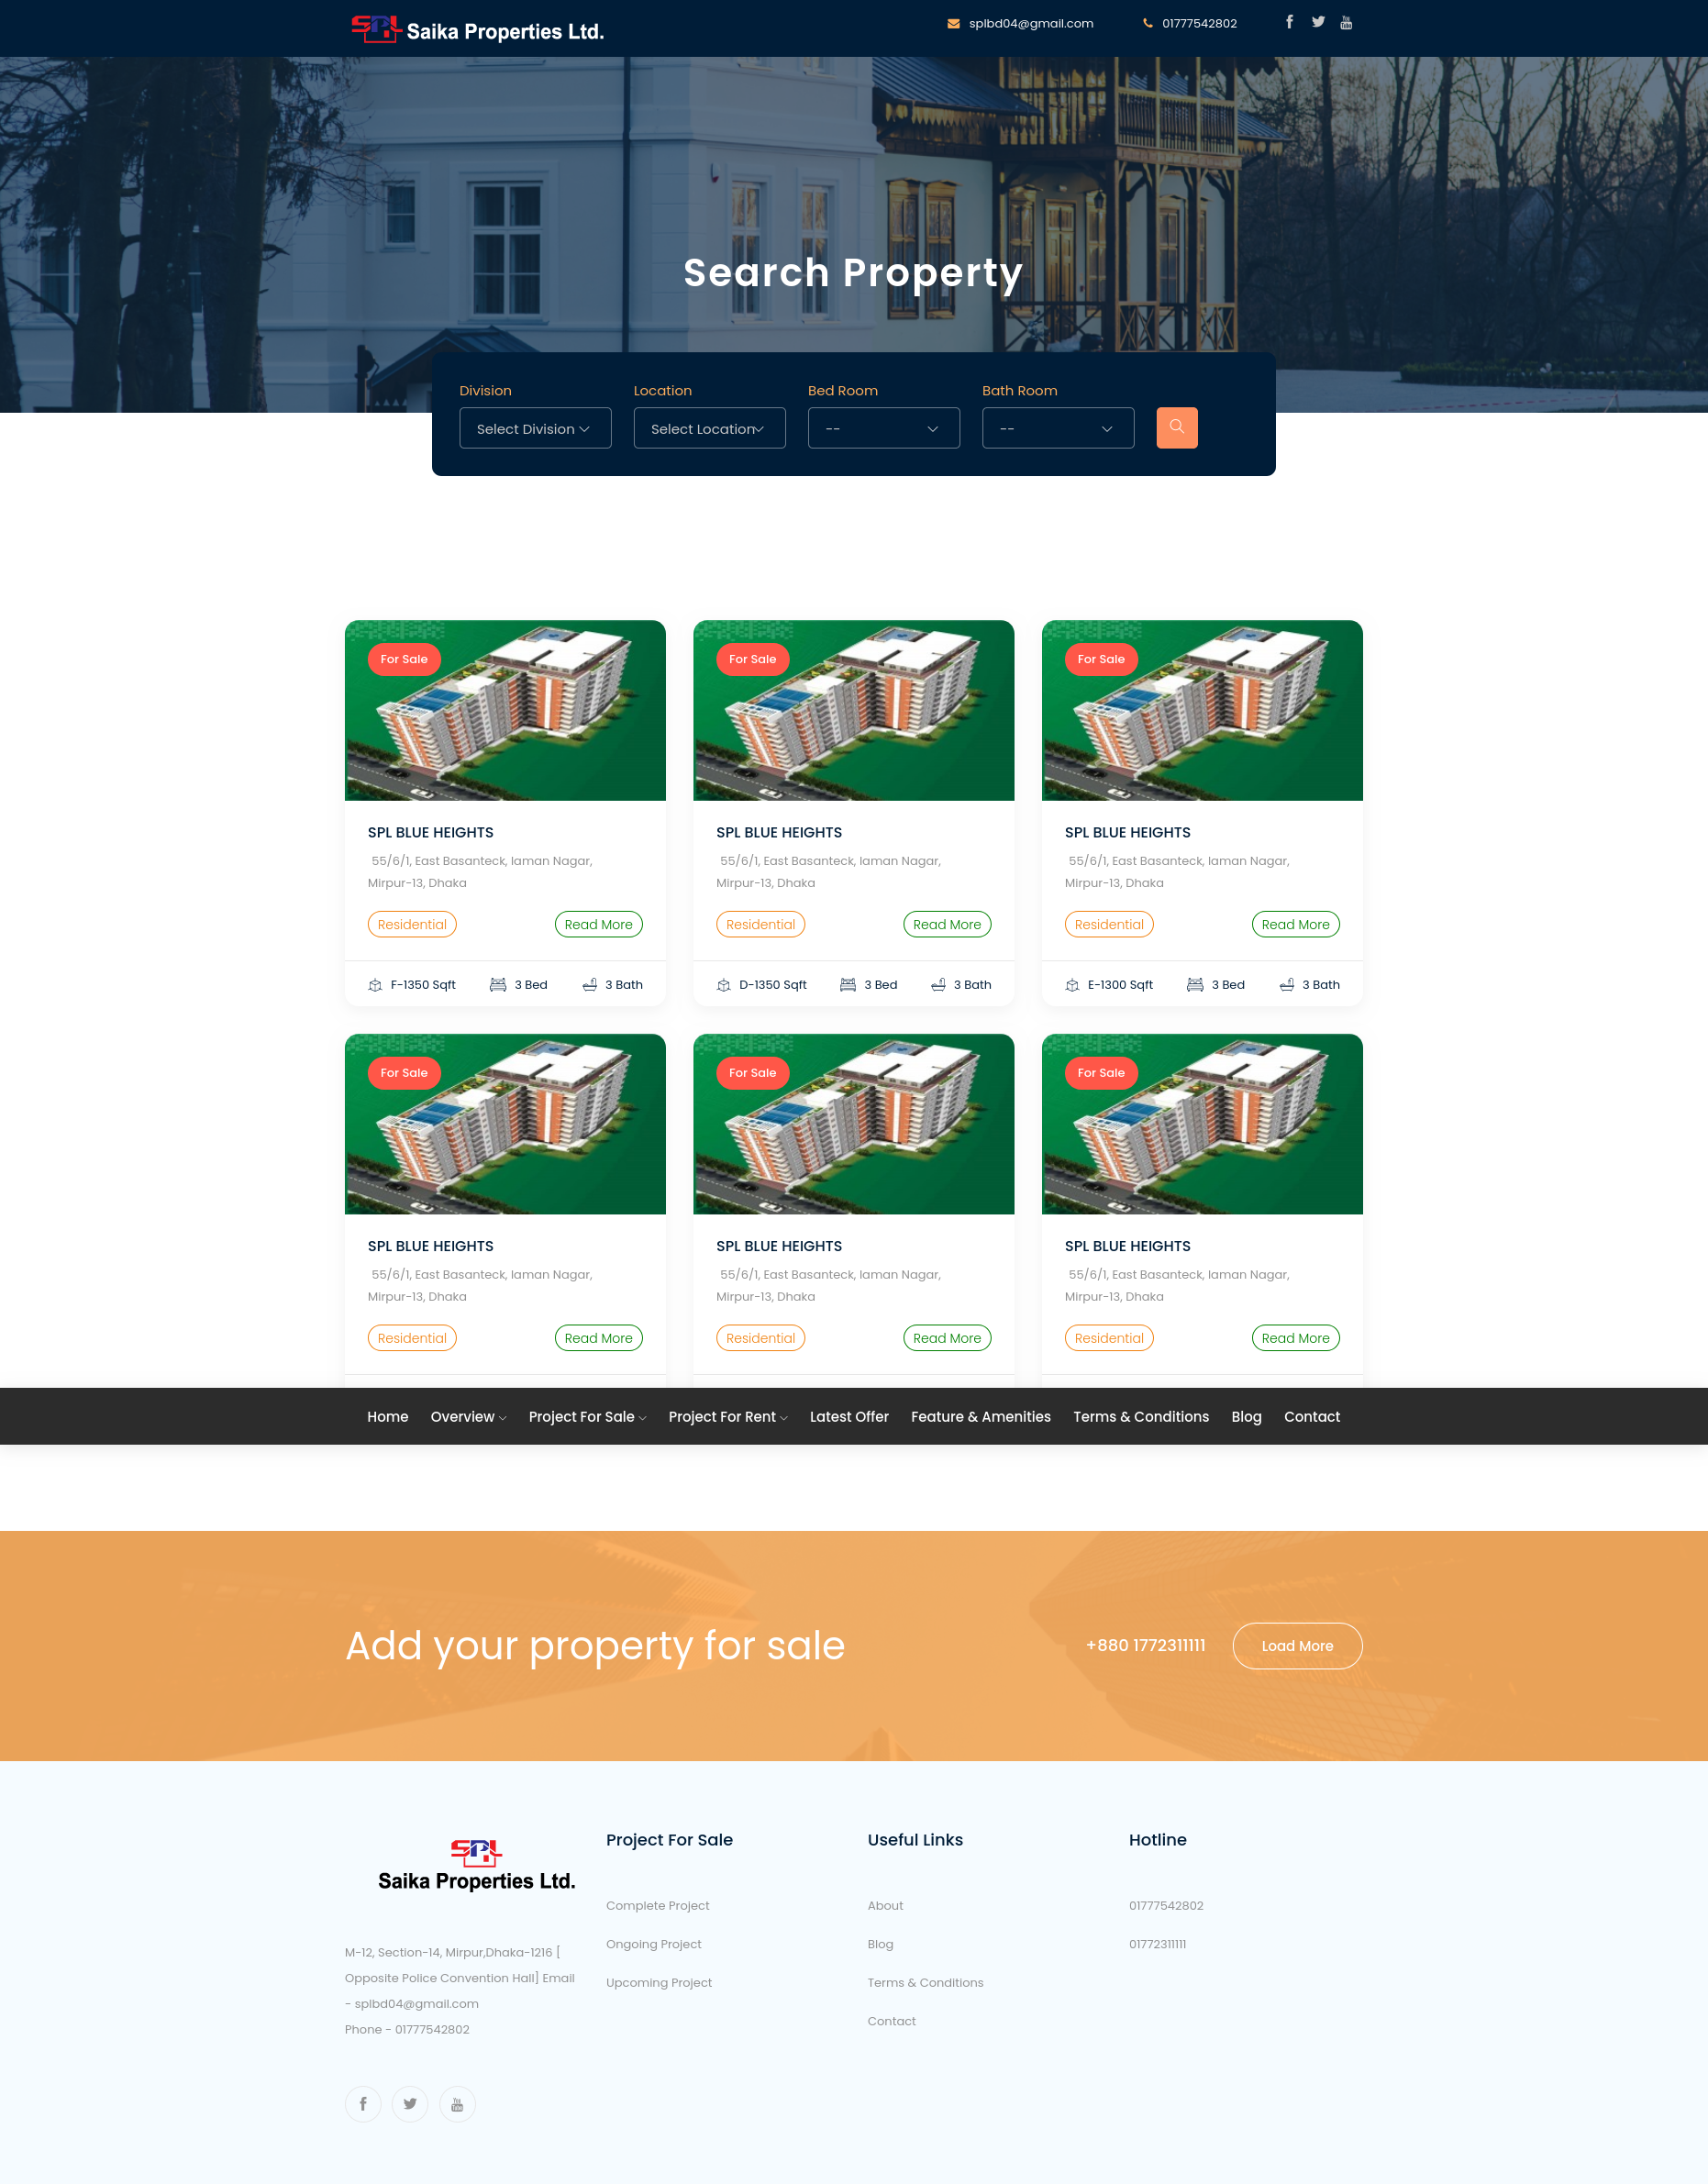 SPL Saika Properties Ltd.
splbd04@gmail.com
01777542802
Search Property
Division
Location
Bed Room
Bath Room
Select Division
Select Location
--
--
For Sale
For Sale
For Sale
SPL BLUE HEIGHTS
55/6/1, East Basanteck, Iaman Nagar,
Mirpur-13, Dhaka
Residential
Read More
F-1350 Sqft
3 Bed
3 Bath
SPL BLUE HEIGHTS
55/6/1, East Basanteck, Iaman Nagar,
Mirpur-13, Dhaka
Residential
Read More
D-1350 Sqft
3 Bed
3 Bath
SPL BLUE HEIGHTS
55/6/1, East Basanteck, Iaman Nagar,
Mirpur-13, Dhaka
Residential
Read More
E-1300 Sqft
3 Bed
3 Bath
For Sale
For Sale
For Sale
SPL BLUE HEIGHTS
55/6/1, East Basanteck, Iaman Nagar,
Mirpur-13, Dhaka
Residential
Read More
SPL BLUE HEIGHTS
55/6/1, East Basanteck, Iaman Nagar,
Mirpur-13, Dhaka
Residential
Read More
SPL BLUE HEIGHTS
55/6/1, East Basanteck, Iaman Nagar,
Mirpur-13, Dhaka
Residential
Read More
Home Overview Project For Sale Project For Rent Latest Offer Feature & Amenities Terms & Conditions Blog Contact
Add your property for sale
+880 1772311111
Load More
SPL
Saika Properties Ltd.
M-12, Section-14, Mirpur,Dhaka-1216 [
Opposite Police Convention Hall] Email
- splbd04@gmail.com
Phone - 01777542802
Project For Sale
Complete Project
Ongoing Project
Upcoming Project
Useful Links
About
Blog
Terms & Conditions
Contact
Hotline
01777542802
01772311111